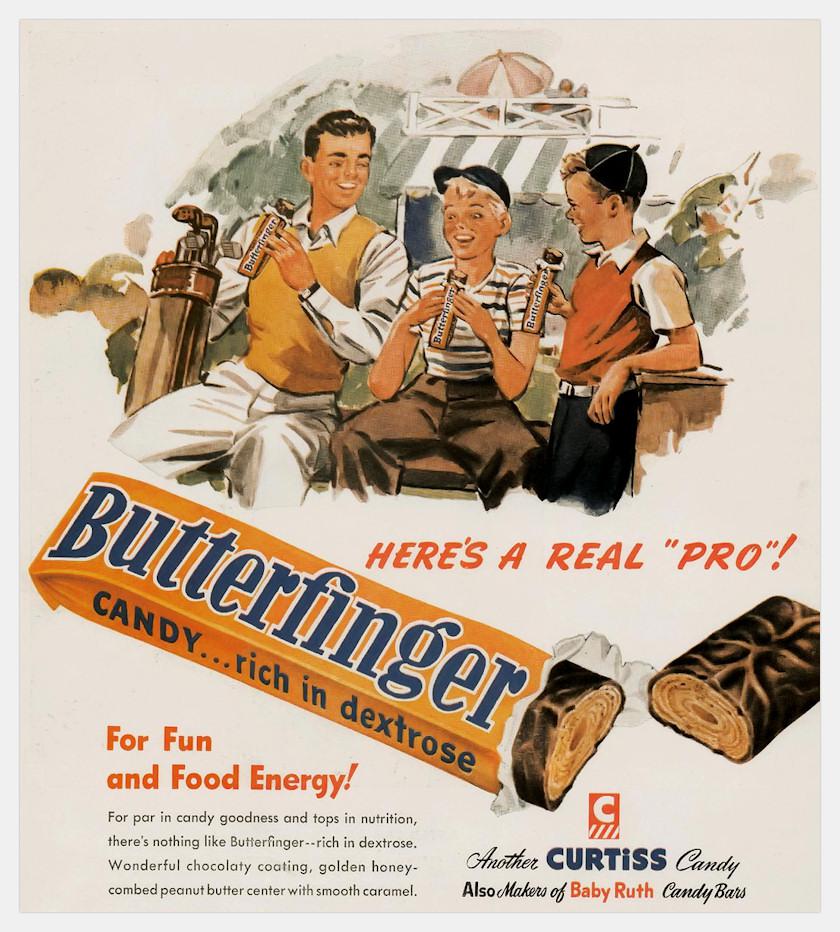 Butterfinger
Butterfinger
Butterfinger
HERE'S A REAL "PRO"!
Butterfinger
CANDY...rich in dextrose
For Fun
and Food Energy!
For par in candy goodness and tops in nutrition,
there's nothing like Butterfinger--rich in dextrose.
Wonderful chocolaty coating, golden honey-
combed peanut butter center with smooth caramel.
C
Another CURTiSS Candy
Also Makers of Baby Ruth Candy Bars